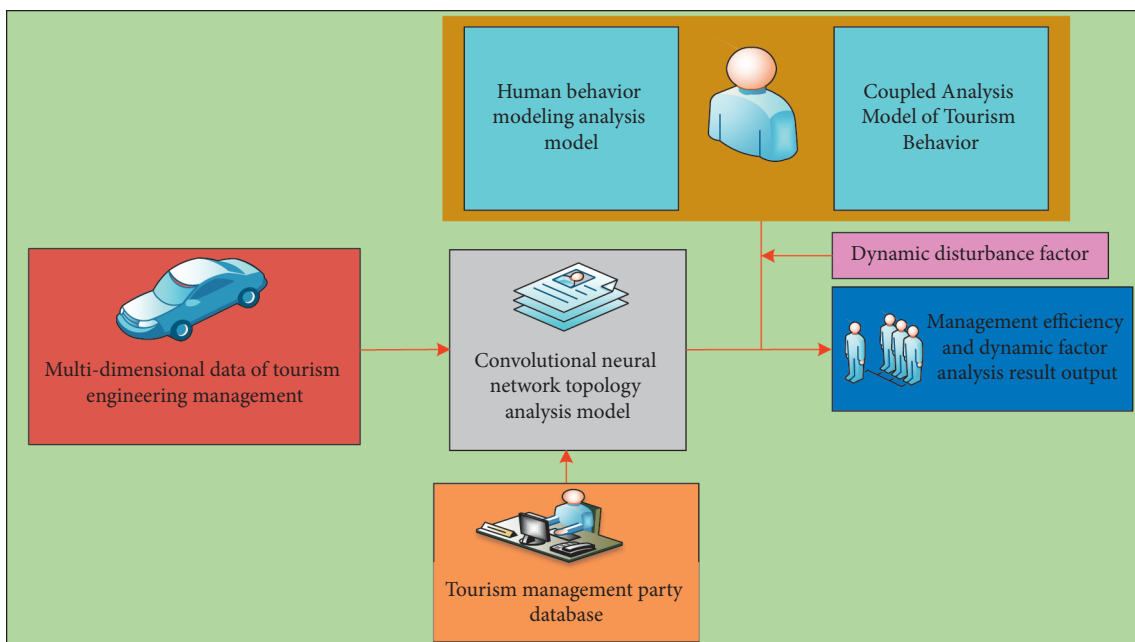 Human behavior
modeling analysis
model
Coupled Analysis
Model of Tourism
Behavior
Dynamic disturbance factor
Multi-dimensional data of tourism
engineering management
Convolutional neural
network topology
analysis model
Management efficiency
and dynamic factor
analysis result output
Tourism management party
database